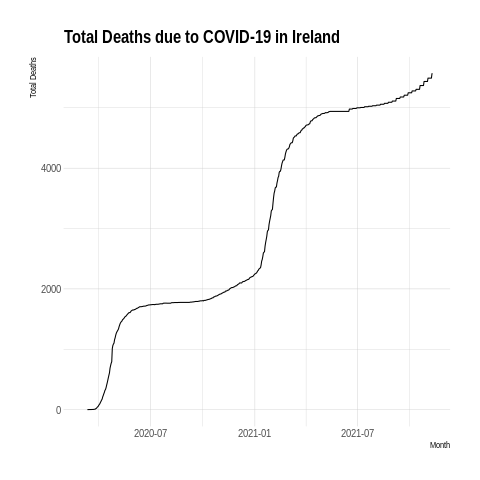 Total Deaths due to COVID-19 in Ireland
Total Deaths
4000
2000
0
2020-07 2021-01 2021-07
Month